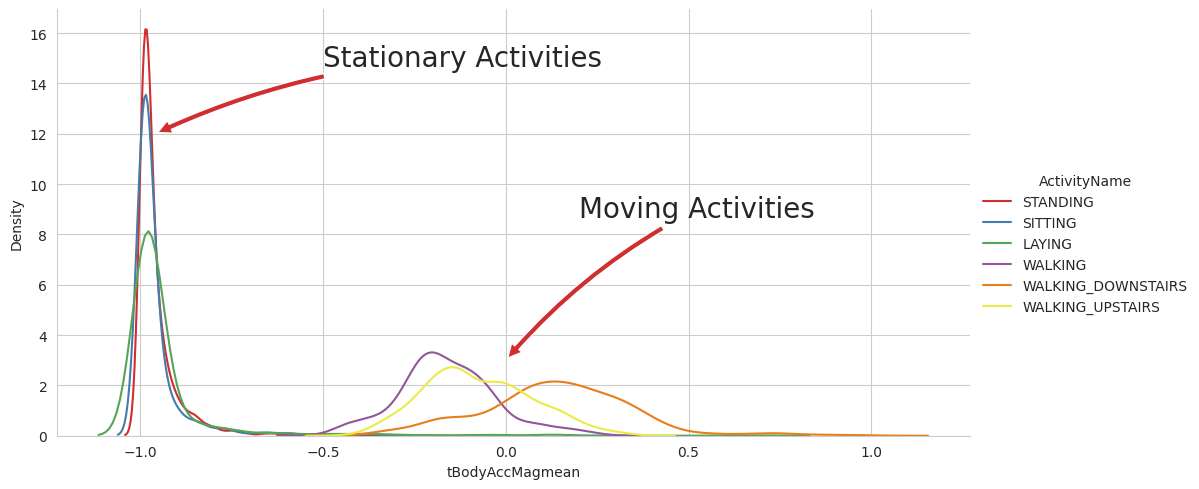 Stationary Activities
Moving Activities
Density
16
14
12
10
8
6
4
2
0
−1.0
−0.5
0.0
0.5
1.0
tBodyAccMagmean
ActivityName
STANDING
SITTING
LAYING
WALKING
WALKING_DOWNSTAIRS
WALKING_UPSTAIRS